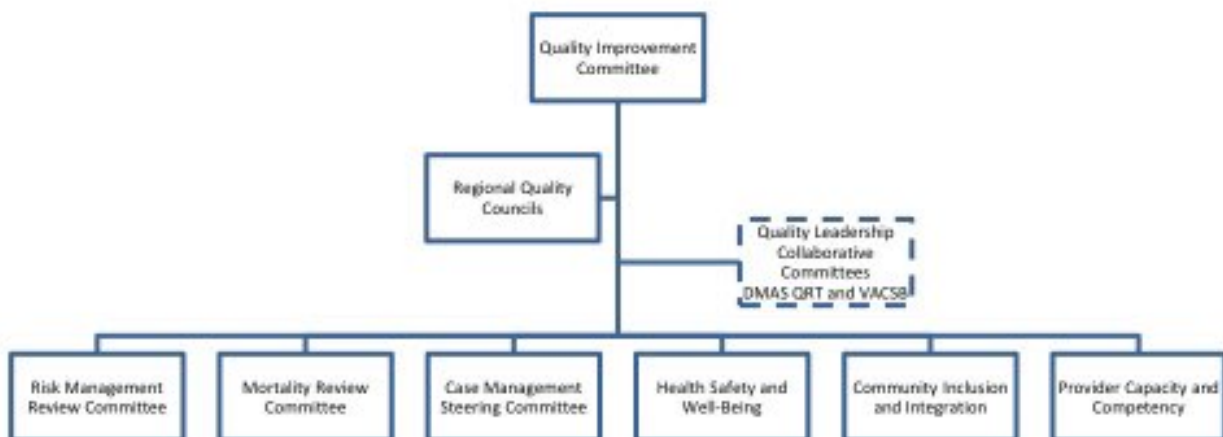 Quality Improvement
Committee
Regional Quality
Councils
Quality Leadership
Collaborative
Committees
DMAS QRT and VACSB
Risk Management
Review Committee
Mortality Review
Committee
Case Management
Steering Committee
Health Safety and
Well-Being
Community Inclusion
and Integration
Provider Capacity and
Competency